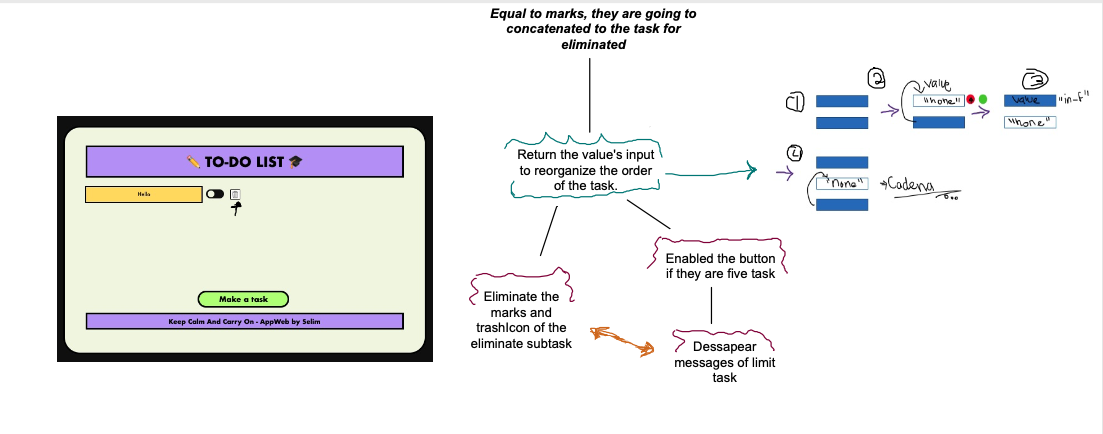 Equal to marks, they are going to
concatenated to the task for
eliminated
TO-DO LIST
Hello
Make a task
Keep Calm And Carry On - AppWeb by Selim
Return the value's input
to reorganize the order
of the task.
Eliminate the
marks and
trashIcon of the
eliminate subtask
Enabled the button
if they are five task
Dessapear
messages of limit
task
1
2
value
"none"
3
value "in-f"
"none"
4
"none" Cadena...